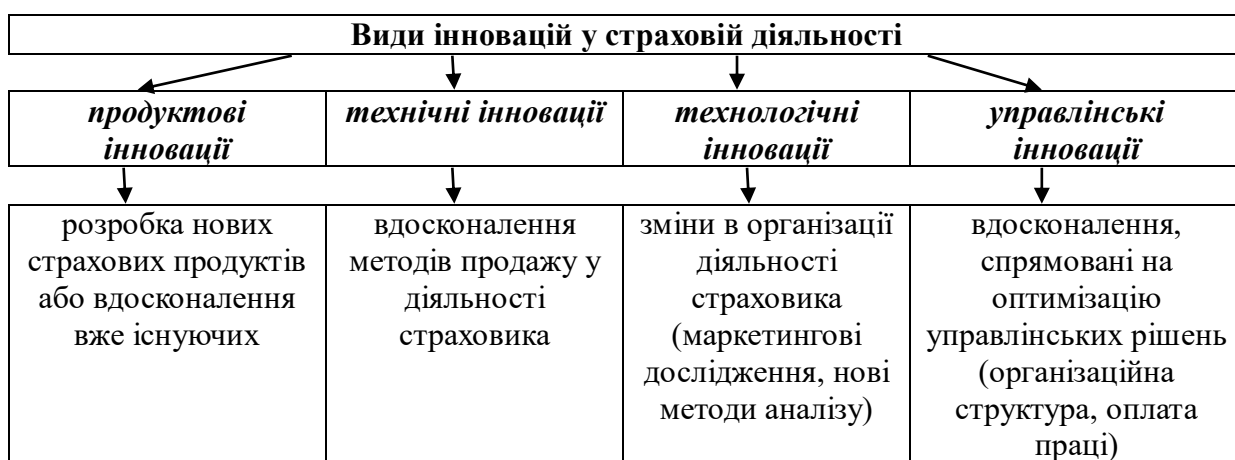 Види інновацій у страховій діяльності
продуктові
інновації
технічні інновації
технологічні
інновації
управлінські
інновації
розробка нових
страхових продуктів
або вдосконалення
вже існуючих
вдосконалення
методів продажу у
діяльності
страховика
зміни в організації
діяльності
страховика
(маркетингові
дослідження, нові
методи аналізу)
вдосконалення,
спрямовані на
оптимізацію
управлінських рішень
(організаційна
структура, оплата
праці)